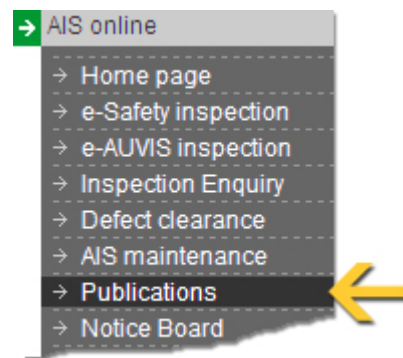 AIS online
Home page
e-Safety inspection
e-AUVIS inspection
Inspection Enquiry
Defect clearance
AIS maintenance
Publications
Notice Board